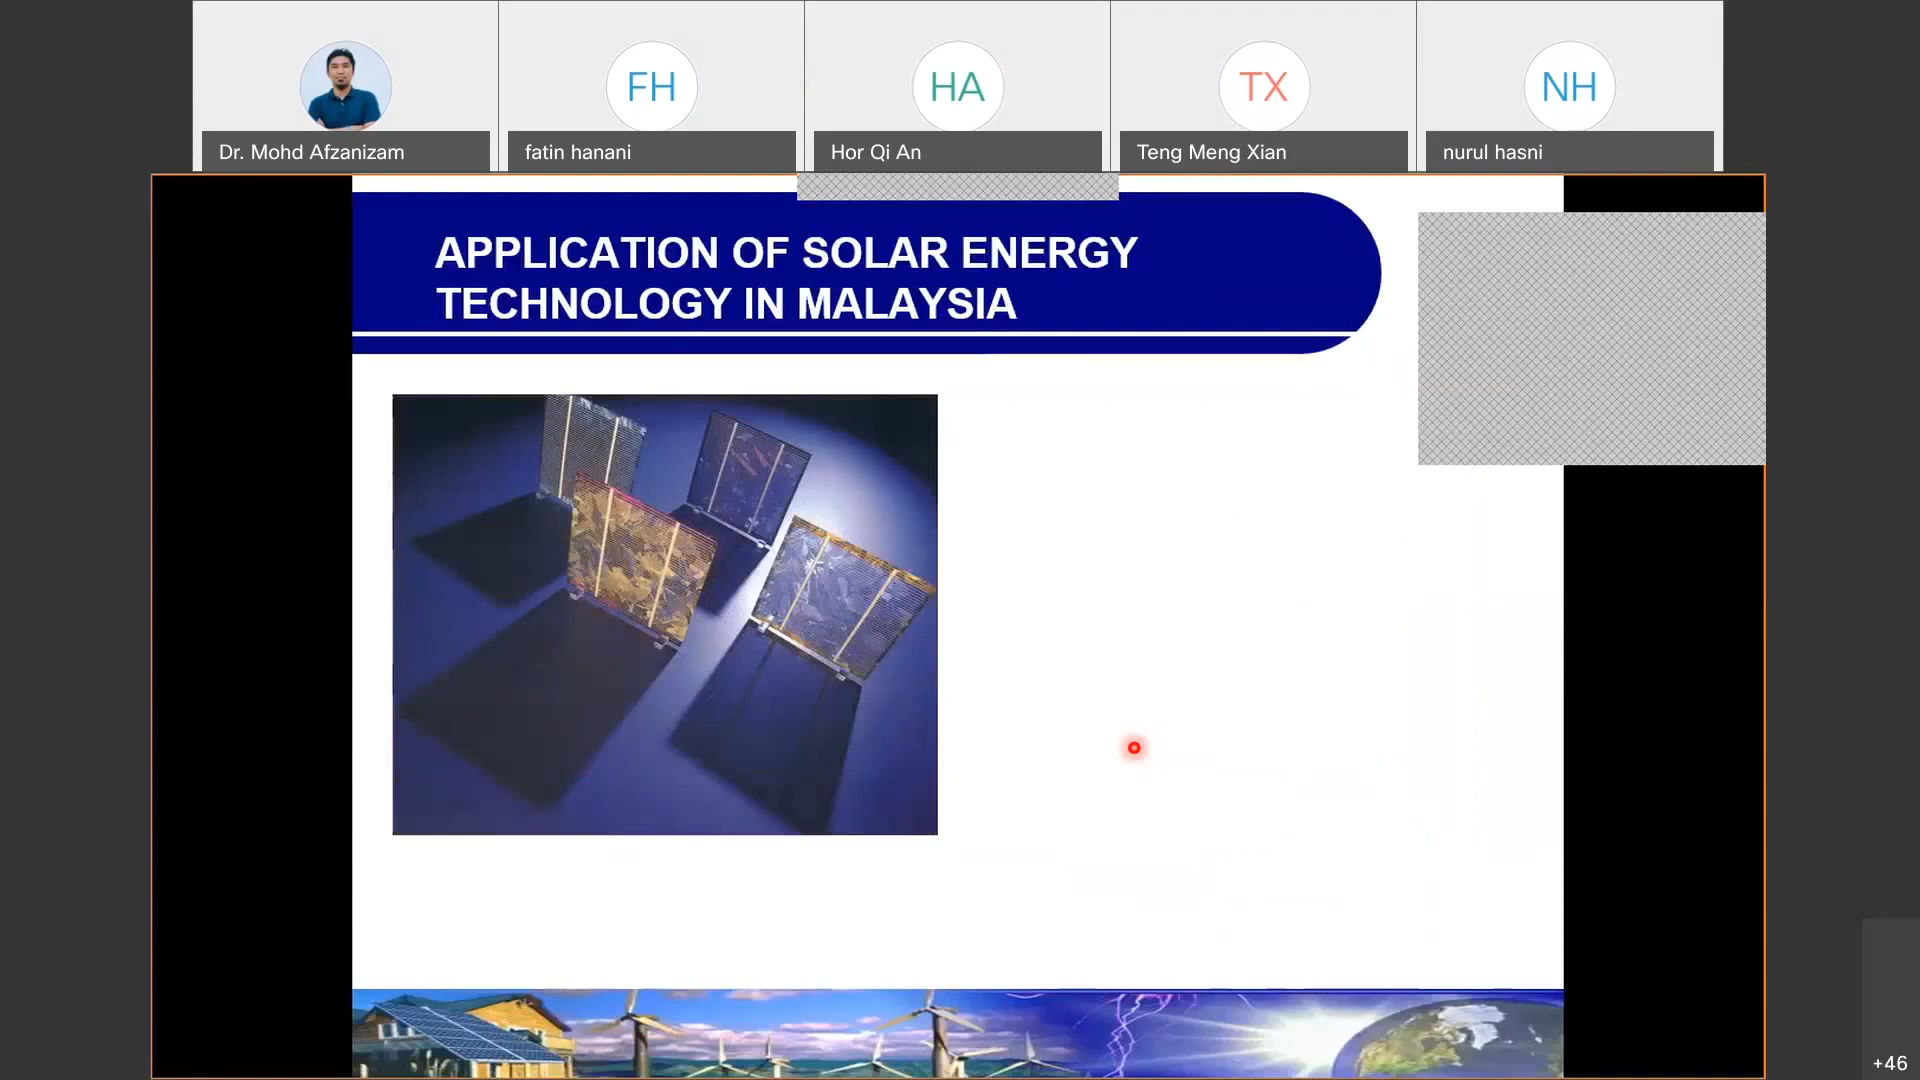 FH
HA
TX
NH
Dr. Mohd Afzanizam
fatin hanani
Hor Qi An
Teng Meng Xian
nurul hasni
APPLICATION OF SOLAR ENERGY
TECHNOLOGY IN MALAYSIA
+46